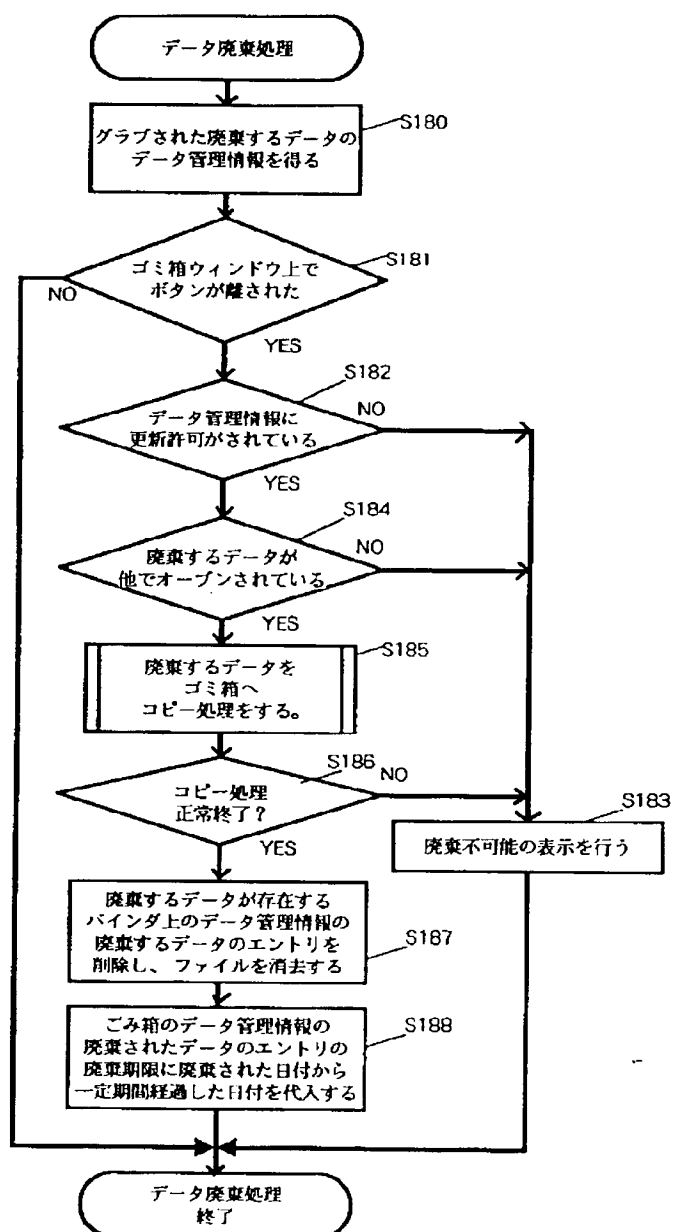 データ廃棄処理
S180
グラブされた廃棄するデータの
データ管理情報を得る
S181
ゴミ箱ウィンドウ上で
ボタンが離された
NO
YES
S182
データ管理情報に
更新許可がされている
NO
YES
S184
廃棄するデータが
他でオープンされている
NO
YES
S185
廃棄するデータを
ゴミ箱へ
コピー処理をする。
S186
コピー処理
正常終了?
NO
YES
S183
廃棄不可能の表示を行う
廃棄するデータが存在する
バインダ上のデータ管理情報の
廃棄するデータのエントリを
削除し、ファイルを消去する
S187
ごみ箱のデータ管理情報の
廃棄されたデータのエントリの
廃棄期限に廃棄された日付から
一定期間経過した日付を代入する
S188
データ廃棄処理
終了